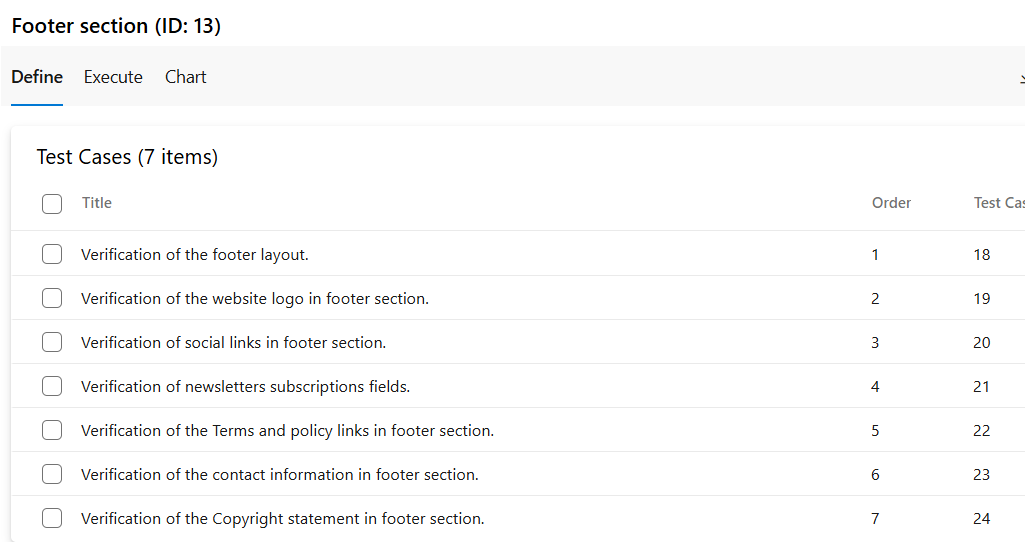 Footer section (ID: 13)
Define Execute Chart
Test Cases (7 items)
Title Order Test Cas
Verification of the footer layout. 1 18
Verification of the website logo in footer section. 2 19
Verification of social links in footer section. 3 20
Verification of newsletters subscriptions fields. 4 21
Verification of the Terms and policy links in footer section. 5 22
Verification of the contact information in footer section. 6 23
Verification of the Copyright statement in footer section. 7 24